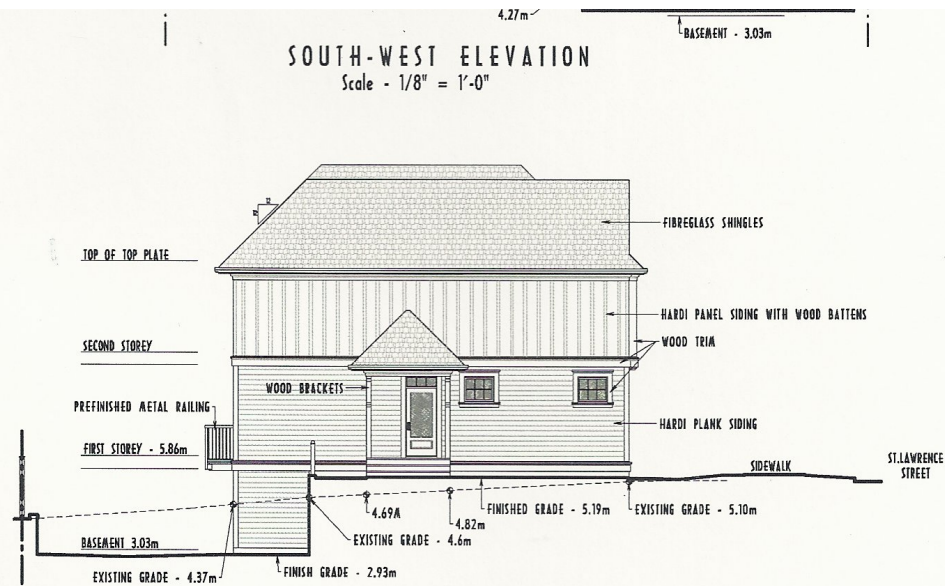 4.27m
BASEMENT - 3.03m
SOUTH-WEST ELEVATION
Scale - 1/8" = 1'-0"
FIBREGLASS SHINGLES
TOP OF TOP PLATE
HARDI PANEL SIDING WITH WOOD BATTENS
WOOD TRIM
SECOND STOREY
WOOD BRACKETS
PREFINISHED METAL RAILING
HARDI PLANK SIDING
FIRST STOREY - 5.86m
SIDEWALK
ST.LAWRENCE
STREET
4.69M
4.82m
FINISHED GRADE - 5.19m
EXISTING GRADE - 5.10m
EXISTING GRADE - 4.6m
BASEMENT 3.03m
FINISH GRADE - 2.93m
EXISTING GRADE - 4.37m